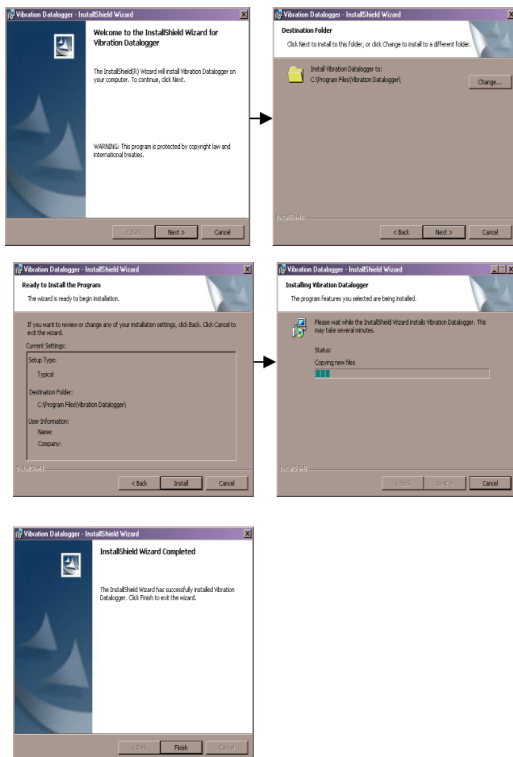 Vibration Datalogger - InstallShield Wizard
Welcome to the InstallShield Wizard for
Vibration Datalogger
The InstallShield(R) Wizard will install Vibration Datalogger on
your computer. To continue, click Next.
WARNING: This program is protected by copyright law and
international treaties.
< Back
Next >
Cancel
Vibration Datalogger - InstallShield Wizard
Destination Folder
Click Next to install to this folder, or click Change to install to a different folder.
Install Vibration Datalogger to:
C:\Program Files\Vibration Datalogger\
Change...
InstallShield
< Back
Next >
Cancel
Vibration Datalogger - InstallShield Wizard
Ready to Install the Program
The wizard is ready to begin installation.
If you want to review or change any of your installation settings, click Back. Click Cancel to
exit the wizard.
Current Settings:
Setup Type:
Typical
Destination Folder:
C:\Program Files\Vibration Datalogger\
User Information:
Name:
Company:
InstallShield
< Back
Install
Cancel
Vibration Datalogger - InstallShield Wizard
Installing Vibration Datalogger
The program features you selected are being installed.
Please wait while the InstallShield Wizard installs Vibration Datalogger. This
may take several minutes.
Status:
Copying new files
InstallShield
< Back
Next >
Cancel
Vibration Datalogger - InstallShield Wizard
InstallShield Wizard Completed
The InstallShield Wizard has successfully installed Vibration
Datalogger. Click Finish to exit the wizard.
< Back
Finish
Cancel